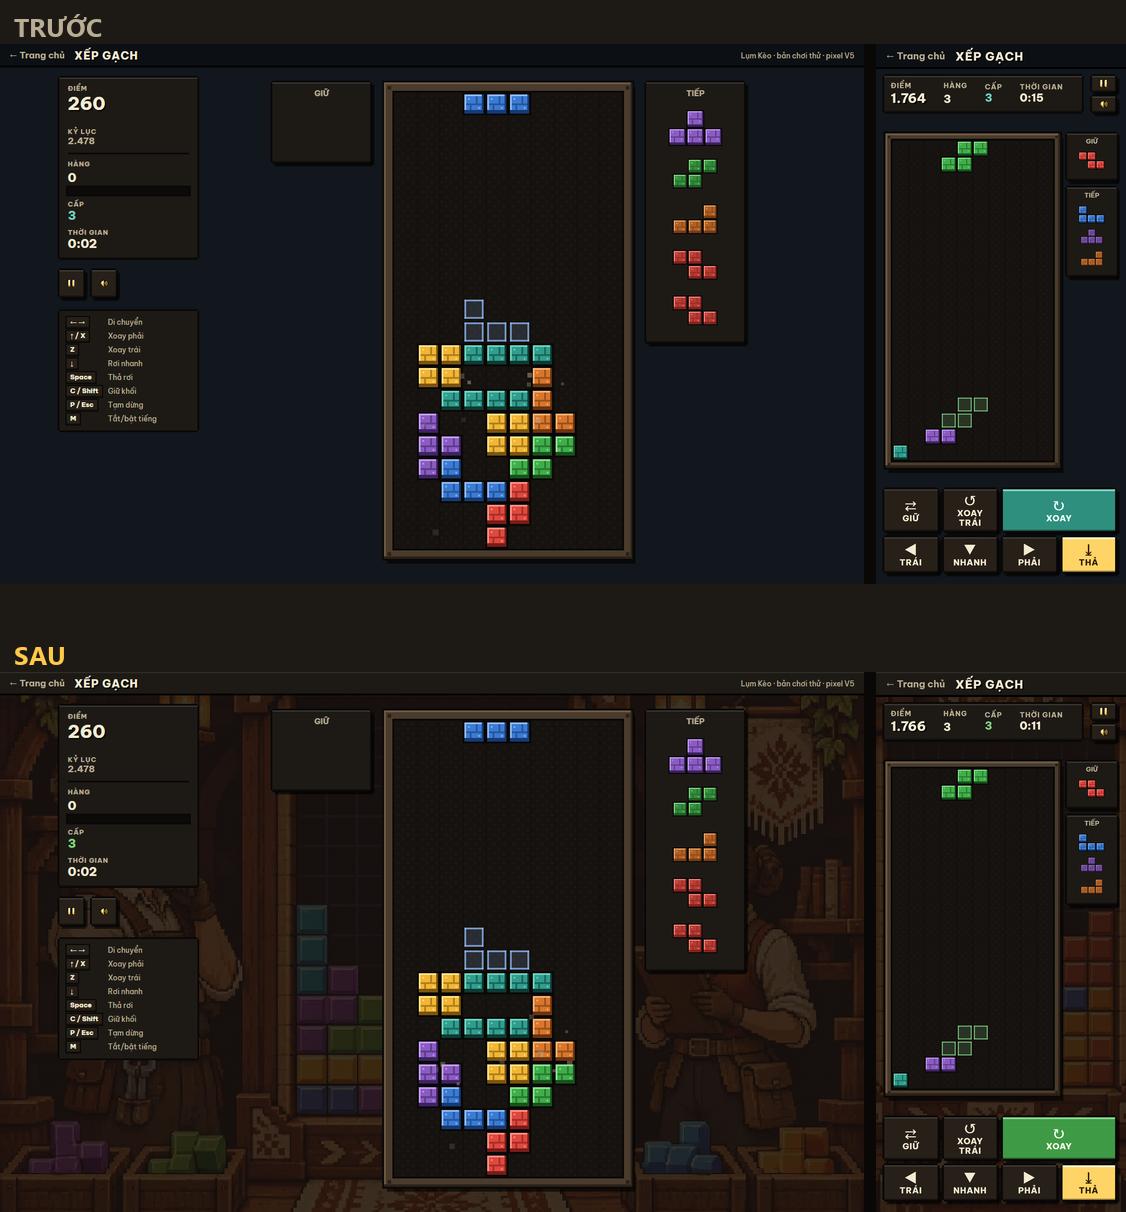 TRƯỚC
← Trang chủ XẾP GẠCH
Lụm Kèo · bản chơi thử · pixel V5
ĐIỂM
260
KỶ LỤC
2.478
HÀNG
0
CẤP
3
THỜI GIAN
0:02
←→ Di chuyển
↑ / X Xoay phải
Z Xoay trái
↓ Rơi nhanh
Space Thả rơi
C / Shift Giữ khối
P / Esc Tạm dừng
M Tắt/bật tiếng
GIỮ
TIẾP
← Trang chủ XẾP GẠCH
ĐIỂM HÀNG CẤP THỜI GIAN
1.764 3 3 0:15
GIỮ
TIẾP
GIỮ
XOAY TRÁI
XOAY
TRÁI
NHANH
PHẢI
THẢ
SAU
← Trang chủ XẾP GẠCH
Lụm Kèo · bản chơi thử · pixel V5
ĐIỂM
260
KỶ LỤC
2.478
HÀNG
0
CẤP
3
THỜI GIAN
0:02
←→ Di chuyển
↑ / X Xoay phải
Z Xoay trái
↓ Rơi nhanh
Space Thả rơi
C / Shift Giữ khối
P / Esc Tạm dừng
M Tắt/bật tiếng
GIỮ
TIẾP
← Trang chủ XẾP GẠCH
ĐIỂM HÀNG CẤP THỜI GIAN
1.766 3 3 0:11
GIỮ
TIẾP
GIỮ
XOAY TRÁI
XOAY
TRÁI
NHANH
PHẢI
THẢ